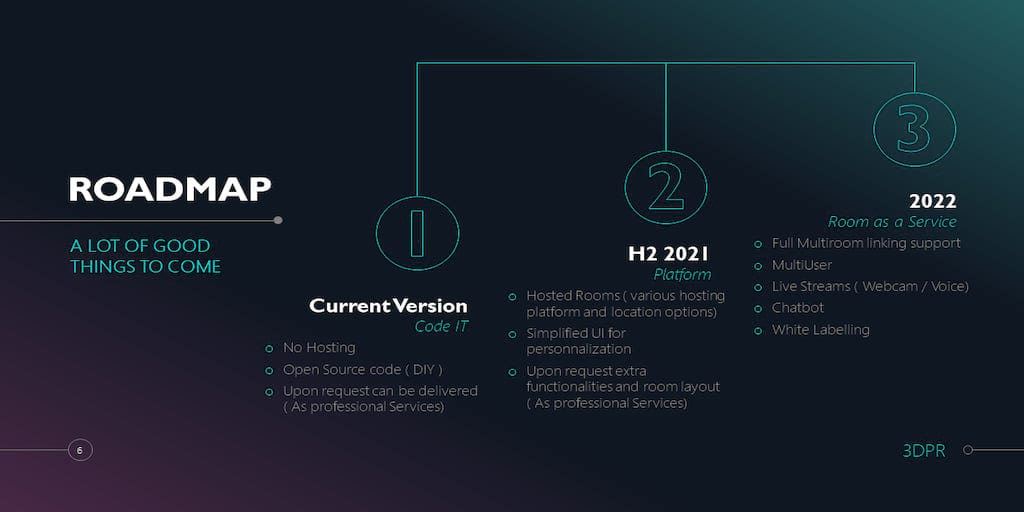 ROADMAP
A LOT OF GOOD
THINGS TO COME
1
Current Version
Code IT
No Hosting
Open Source code ( DIY )
Upon request can be delivered
( As professional Services)
2
H2 2021
Platform
Hosted Rooms ( various hosting
platform and location options)
Simplified UI for
personnalization
Upon request extra
functionalities and room layout
( As professional Services)
3
2022
Room as a Service
Full Multiroom linking support
MultiUser
Live Streams ( Webcam / Voice)
Chatbot
White Labelling
6
3DPR